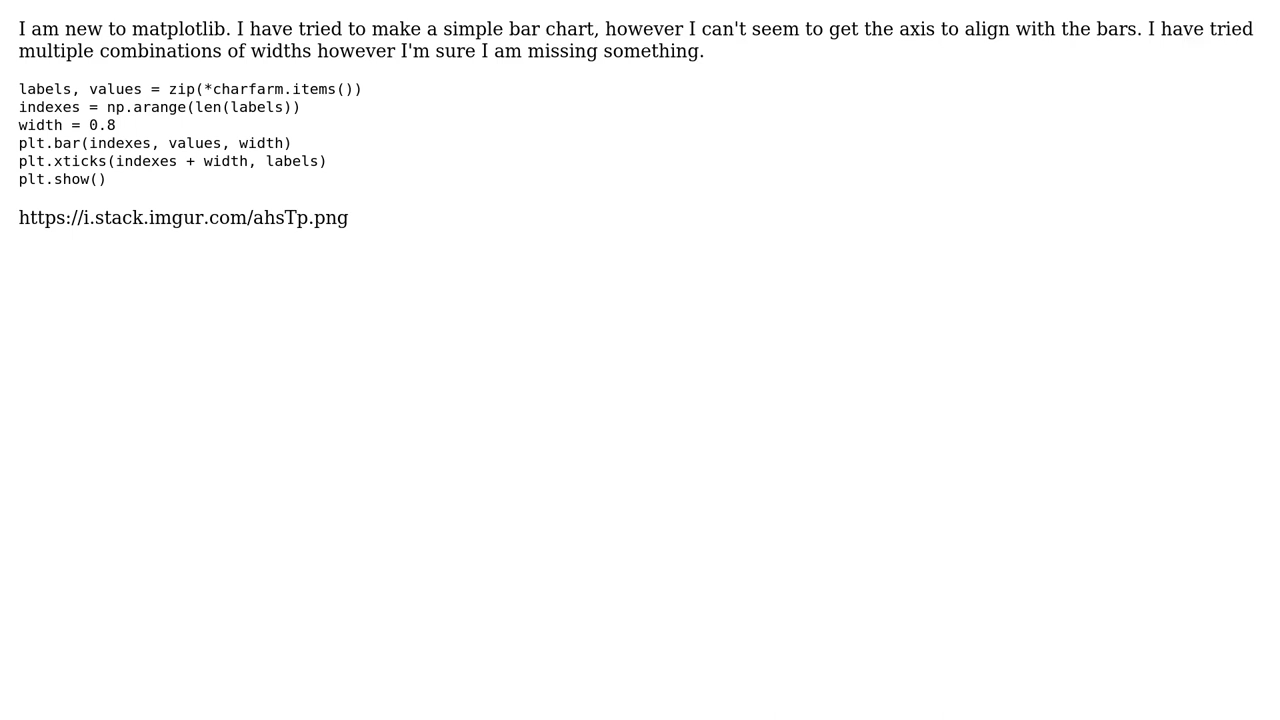 I am new to matplotlib. I have tried to make a simple bar chart, however I can't seem to get the axis to align with the bars. I have tried
multiple combinations of widths however I'm sure I am missing something.
labels, values = zip(*charfarm.items())
indexes = np.arange(len(labels))
width = 0.8
plt.bar(indexes, values, width)
plt.xticks(indexes + width, labels)
plt.show()
https://i.stack.imgur.com/ahsTp.png